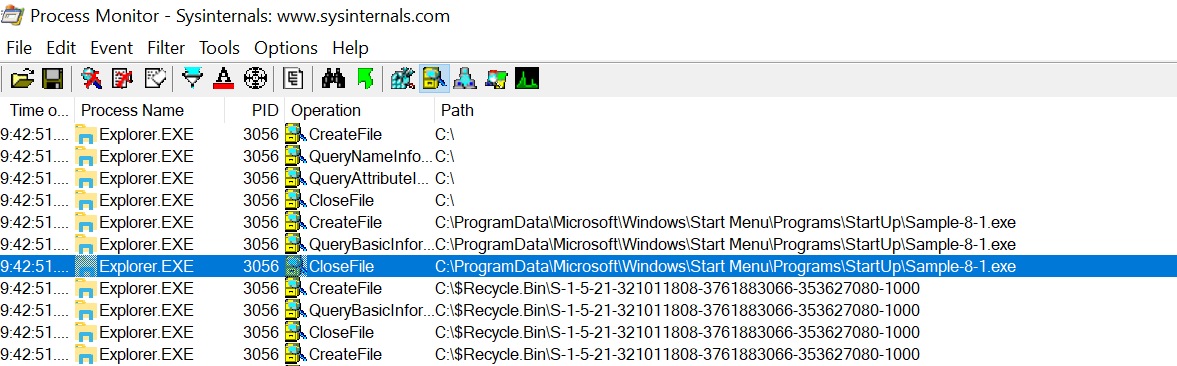 Process Monitor - Sysinternals: www.sysinternals.com
File Edit Event Filter Tools Options Help
Time o... Process Name PID Operation Path
9:42:51.... Explorer.EXE 3056 CreateFile C:\
9:42:51.... Explorer.EXE 3056 QueryNameInfo... C:\
9:42:51.... Explorer.EXE 3056 QueryAttributeI... C:\
9:42:51.... Explorer.EXE 3056 CloseFile C:\
9:42:51.... Explorer.EXE 3056 CreateFile C:\ProgramData\Microsoft\Windows\Start Menu\Programs\StartUp\Sample-8-1.exe
9:42:51.... Explorer.EXE 3056 QueryBasicInfor... C:\ProgramData\Microsoft\Windows\Start Menu\Programs\StartUp\Sample-8-1.exe
9:42:51.... Explorer.EXE 3056 CloseFile C:\ProgramData\Microsoft\Windows\Start Menu\Programs\StartUp\Sample-8-1.exe
9:42:51.... Explorer.EXE 3056 CreateFile C:\$Recycle.Bin\S-1-5-21-321011808-3761883066-353627080-1000
9:42:51.... Explorer.EXE 3056 QueryBasicInfor... C:\$Recycle.Bin\S-1-5-21-321011808-3761883066-353627080-1000
9:42:51.... Explorer.EXE 3056 CloseFile C:\$Recycle.Bin\S-1-5-21-321011808-3761883066-353627080-1000
9:42:51.... Explorer.EXE 3056 CreateFile C:\$Recycle.Bin\S-1-5-21-321011808-3761883066-353627080-1000